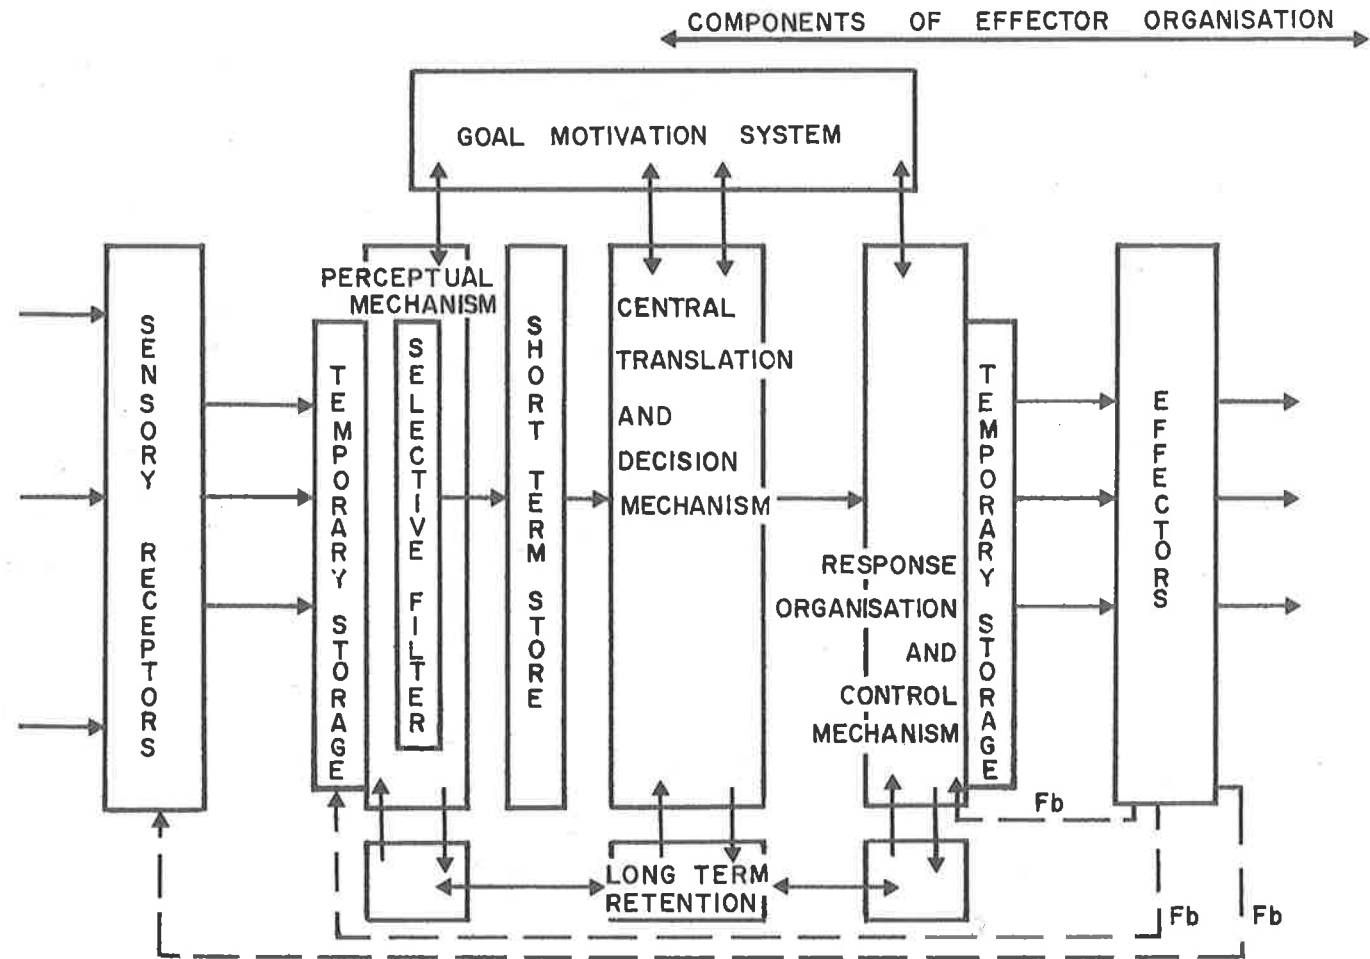 COMPONENTS OF EFFECTOR ORGANISATION
GOAL MOTIVATION SYSTEM
SENSORY RECEPTORS
TEMPORARY STORAGE
PERCEPTUAL
MECHANISM
SELECTIVE FILTER
SHORT TERM STORE
CENTRAL
TRANSLATION
AND
DECISION
MECHANISM
RESPONSE
ORGANISATION
AND
CONTROL
MECHANISM
TEMPORARY STORAGE
EFFECTORS
Fb
LONG TERM
RETENTION
Fb
Fb